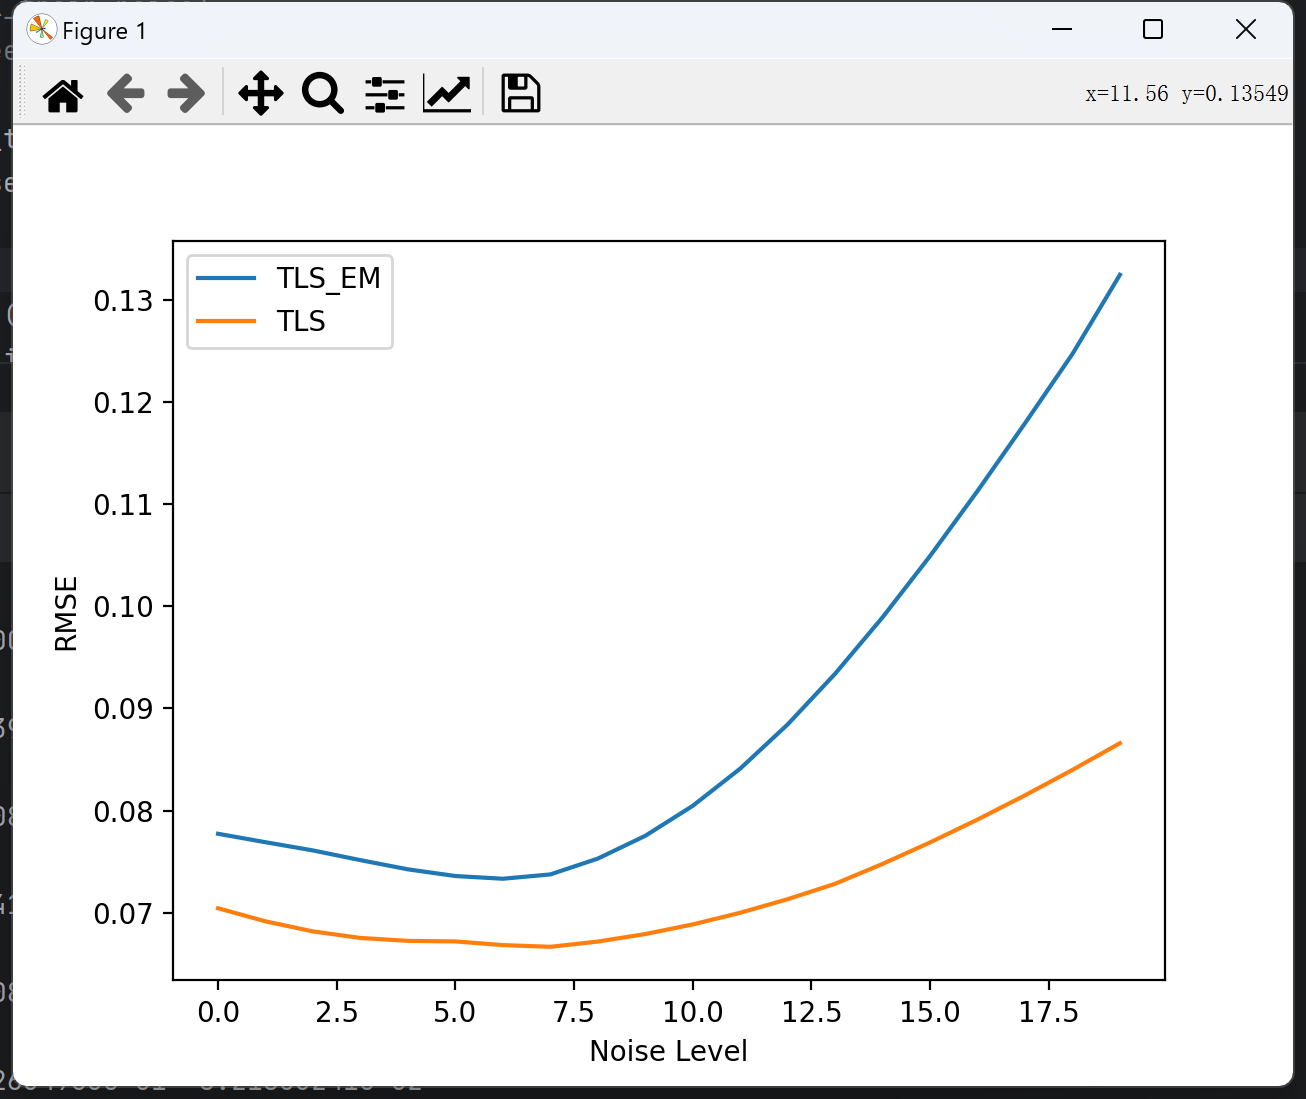 Figure 1
x=11.56 y=0.13549
TLS_EM
TLS
0.13
0.12
0.11
0.10
0.09
0.08
0.07
RMSE
0.0 2.5 5.0 7.5 10.0 12.5 15.0 17.5
Noise Level